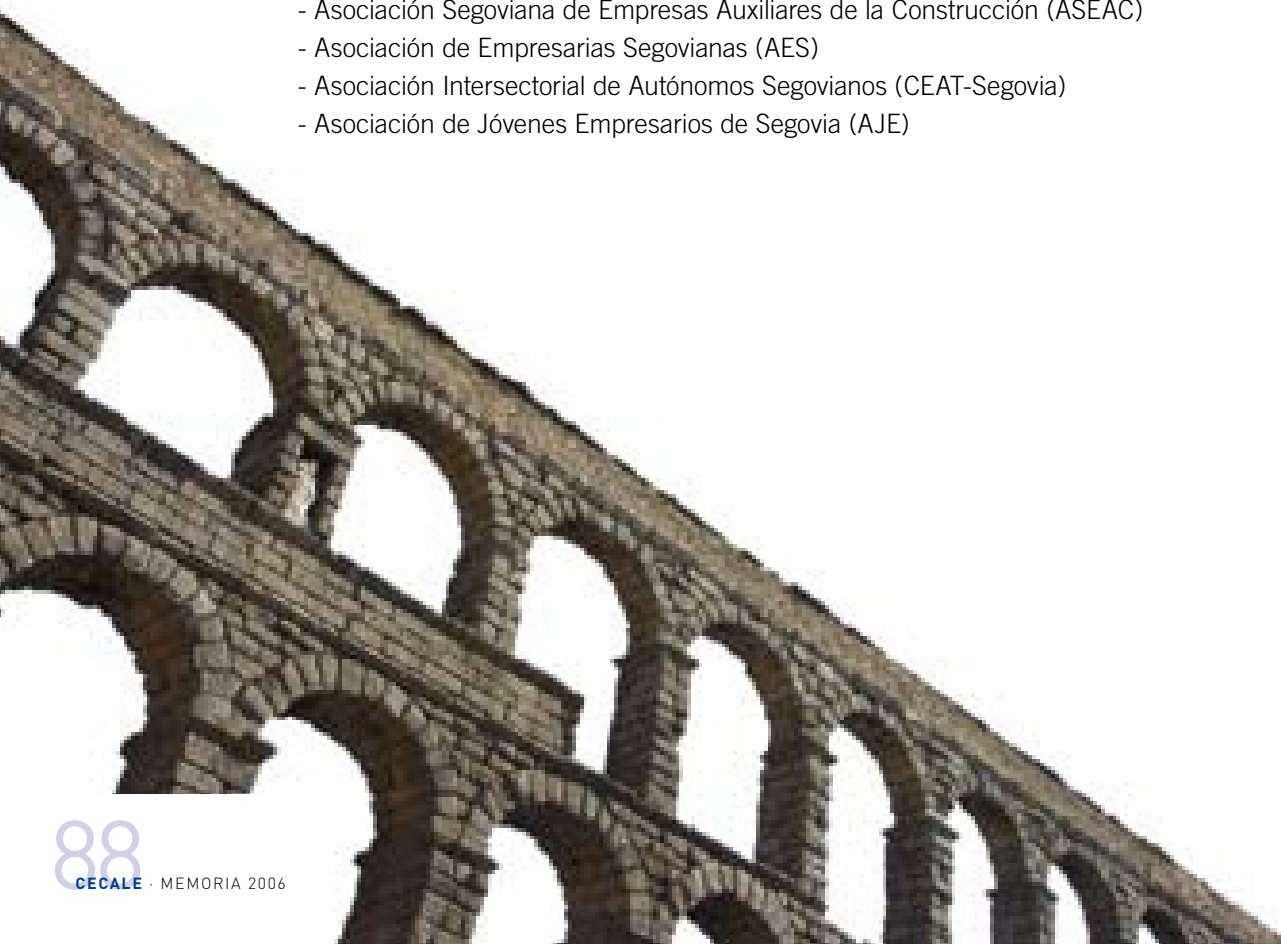 - Asociación Segoviana de Empresas Auxiliares de la Construcción (ASEAC)
- Asociación de Empresarias Segovianas (AES)
- Asociación Intersectorial de Autónomos Segovianos (CEAT-Segovia)
- Asociación de Jóvenes Empresarios de Segovia (AJE)
88
CECALE · MEMORIA 2006